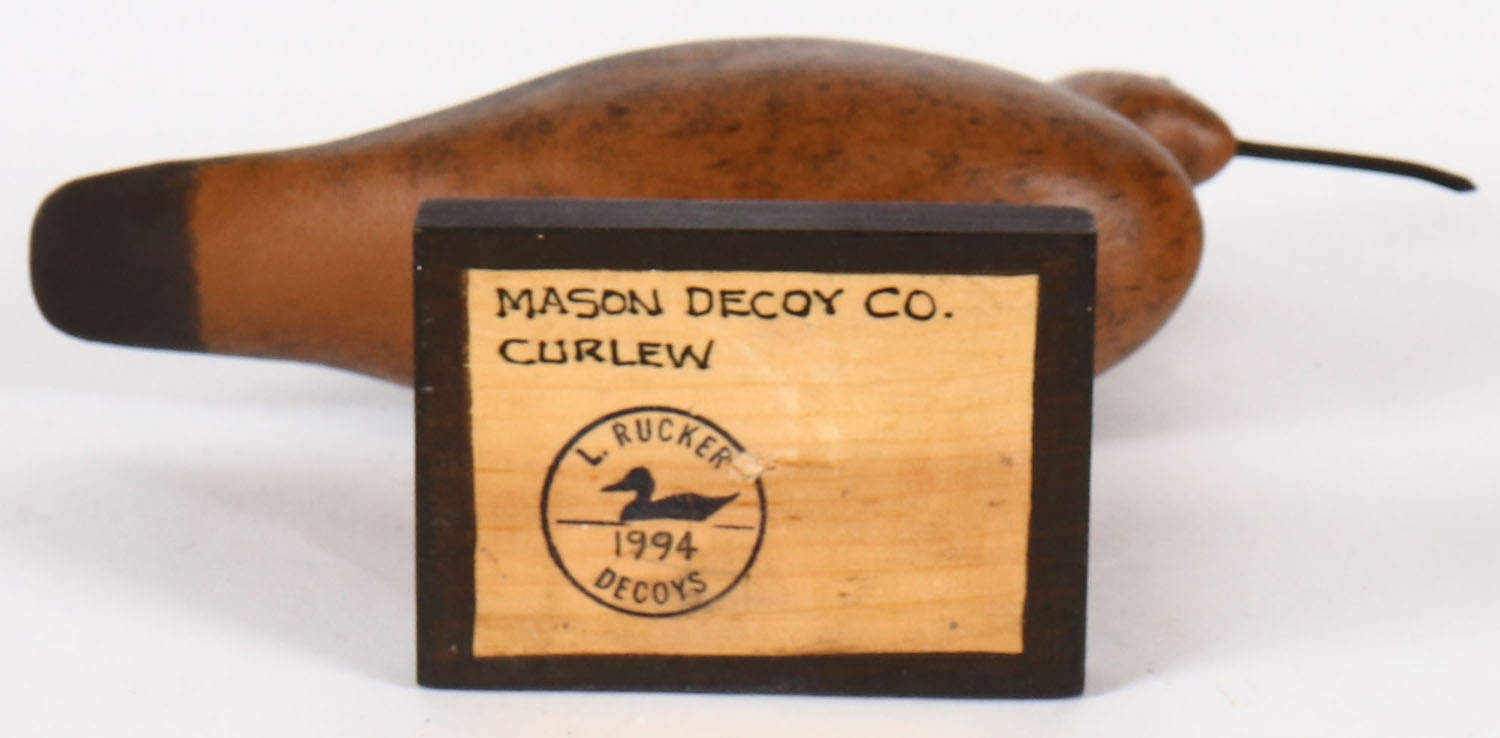 MASON DECOY CO.
CURLEW
L. RUCKER
1994
DECOYS